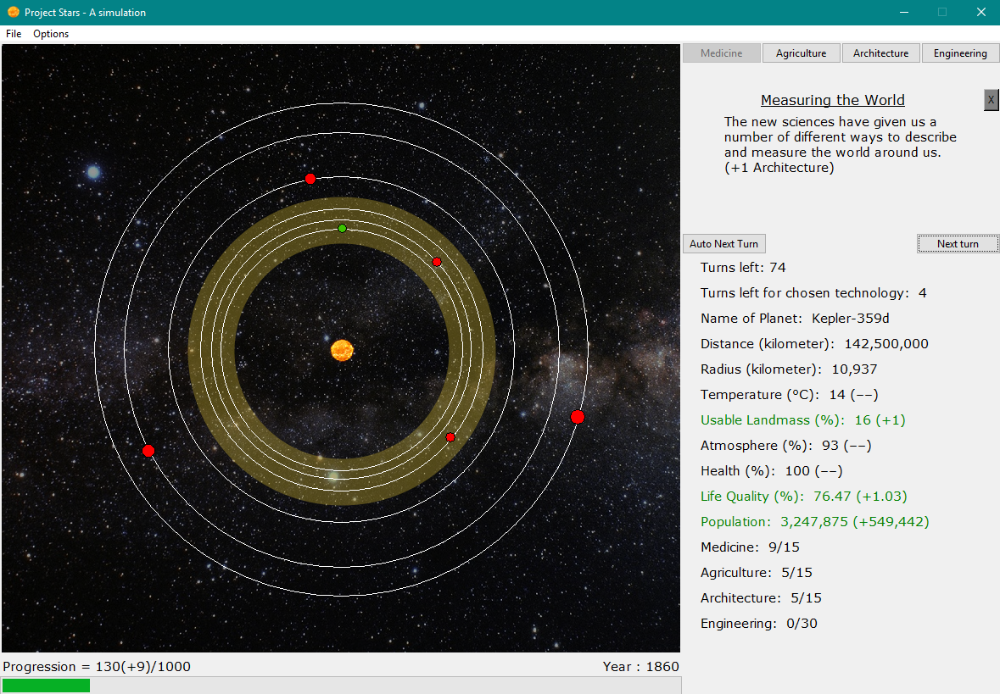 Project Stars - A simulation
File Options
Medicine Agriculture Architecture Engineering
Measuring the World
X
The new sciences have given us a
number of different ways to describe
and measure the world around us.
(+1 Architecture)
Auto Next Turn Next turn
Turns left: 74
Turns left for chosen technology: 4
Name of Planet: Kepler-359d
Distance (kilometer): 142,500,000
Radius (kilometer): 10,937
Temperature (°C): 14 (−−)
Usable Landmass (%): 16 (+1)
Atmosphere (%): 93 (−−)
Health (%): 100 (−−)
Life Quality (%): 76.47 (+1.03)
Population: 3,247,875 (+549,442)
Medicine: 9/15
Agriculture: 5/15
Architecture: 5/15
Engineering: 0/30
Progression = 130(+9)/1000
Year : 1860